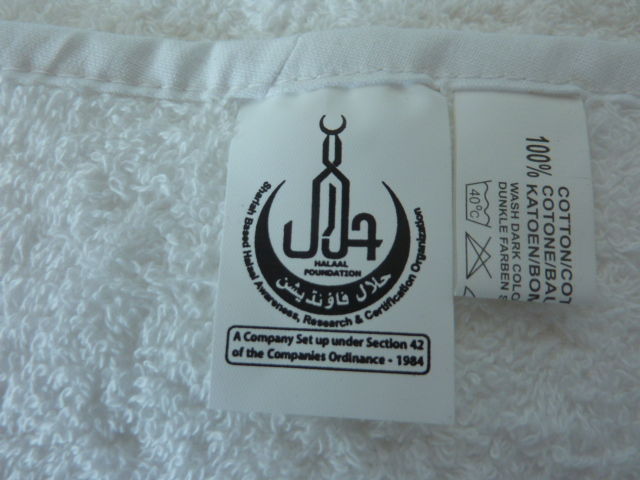 حلال
HALAAL
FOUNDATION
حلال فاؤنڈیشن
Shariah Based Halaal Awareness, Research & Certification Organization
A Company Set up under Section 42
of the Companies Ordinance - 1984
100%
COTTON/COT
COTONE/BAU
KATOEN/BOM
40°C
WASH DARK COLO
DUNKLE FARBEN S